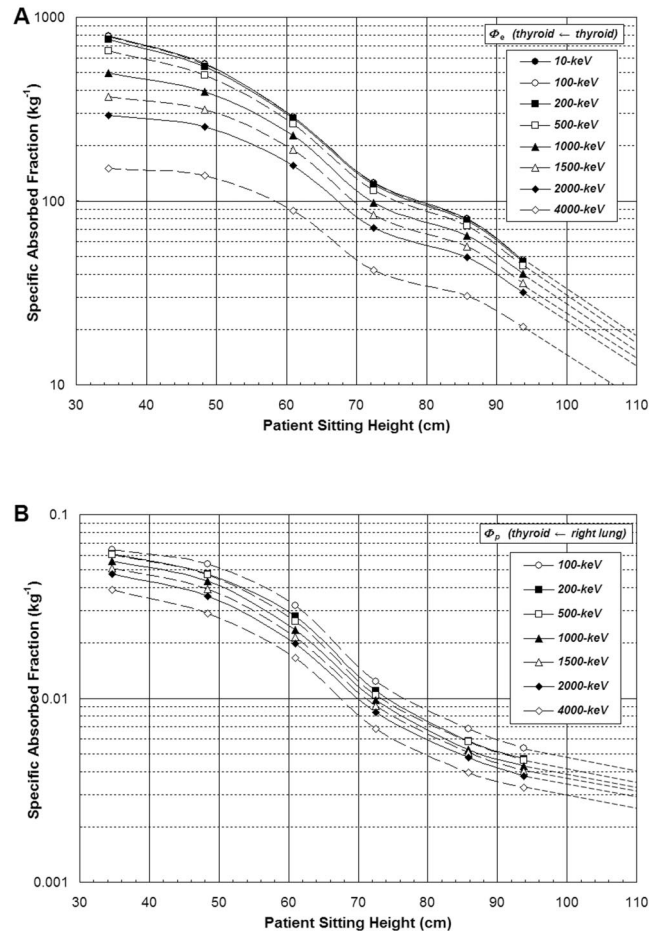 A
Specific Absorbed Fraction (kg-1)
1000
100
10
Φe (thyroid ← thyroid)
10-keV
100-keV
200-keV
500-keV
1000-keV
1500-keV
2000-keV
4000-keV
30 40 50 60 70 80 90 100 110
Patient Sitting Height (cm)
B
Specific Absorbed Fraction (kg-1)
0.1
0.01
0.001
Φp (thyroid ← right lung)
100-keV
200-keV
500-keV
1000-keV
1500-keV
2000-keV
4000-keV
30 40 50 60 70 80 90 100 110
Patient Sitting Height (cm)